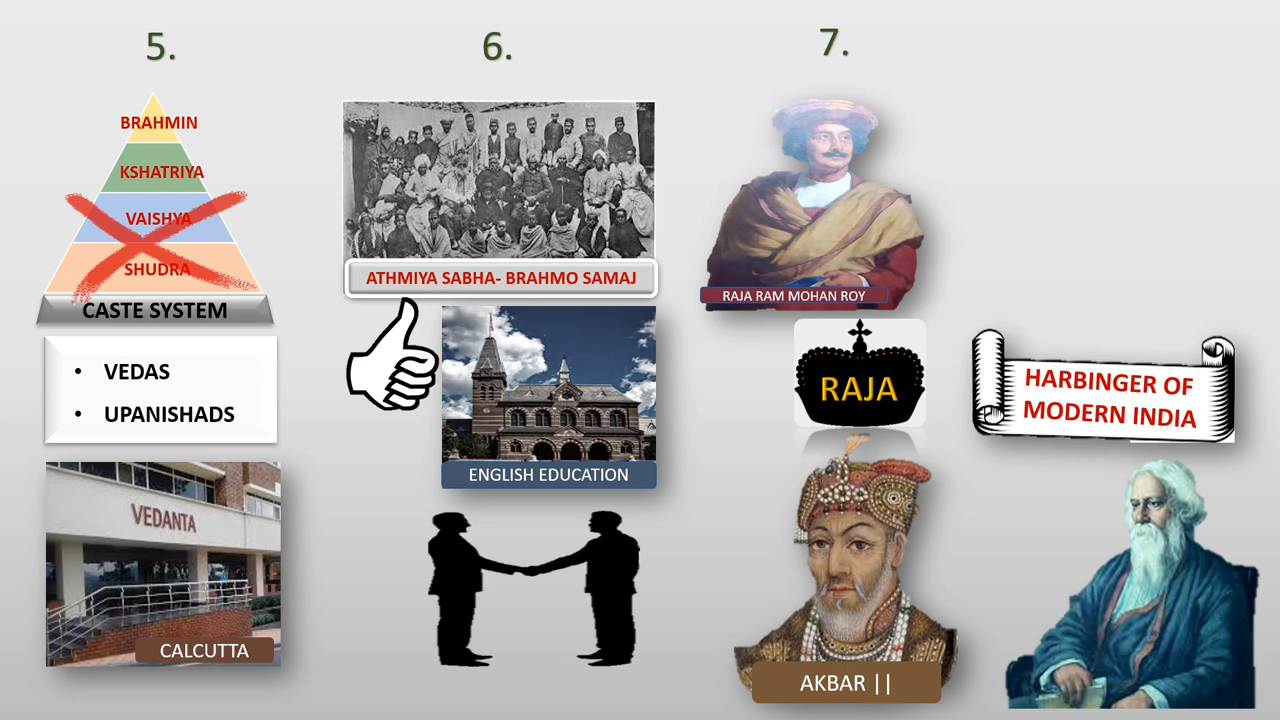 5.
BRAHMIN
KSHATRIYA
VAISHYA
SHUDRA
CASTE SYSTEM
• VEDAS
• UPANISHADS
VEDANTA
CALCUTTA
6.
ATHMIYA SABHA- BRAHMO SAMAJ
ENGLISH EDUCATION
7.
RAJA RAM MOHAN ROY
RAJA
AKBAR ||
HARBINGER OF
MODERN INDIA